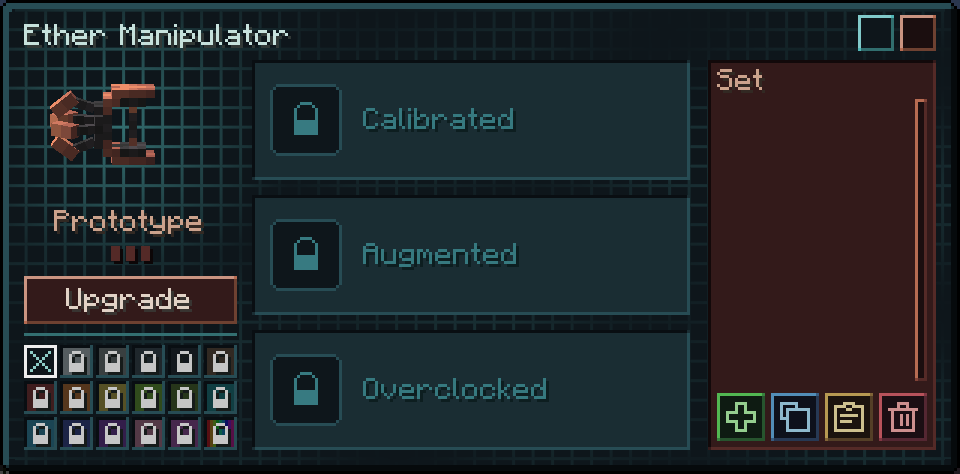 Ether Manipulator
Prototype
Upgrade
Calibrated
Augmented
Overclocked
Set